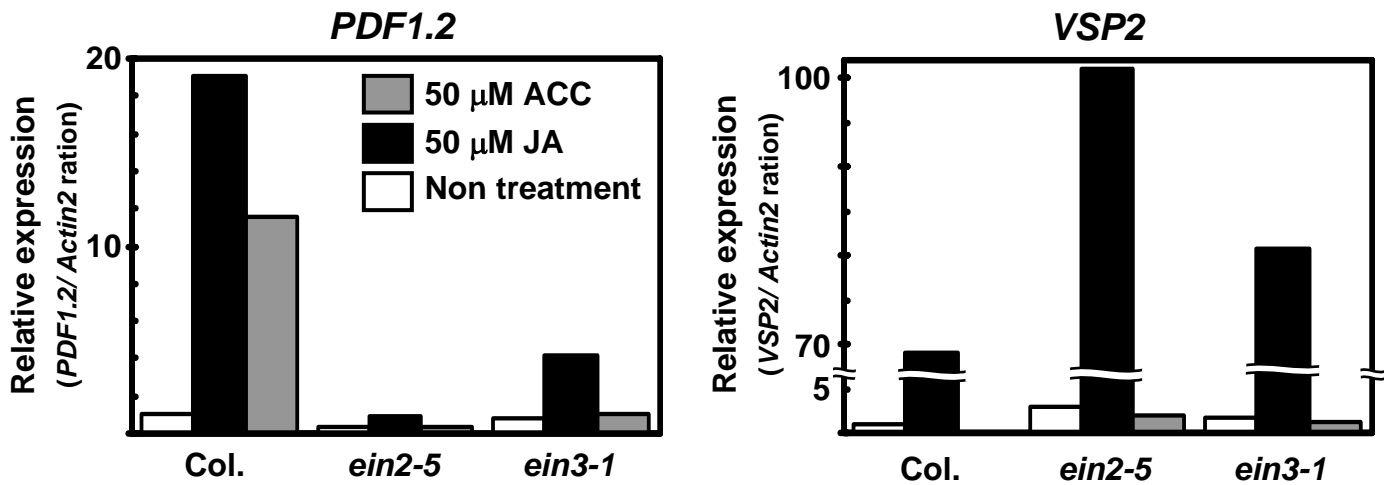 PDF1.2
Relative expression
(PDF1.2/ Actin2 ration)
20
10
50 μM ACC
50 μM JA
Non treatment
Col.
ein2-5
ein3-1
VSP2
Relative expression
(VSP2/ Actin2 ration)
100
70
5
Col.
ein2-5
ein3-1